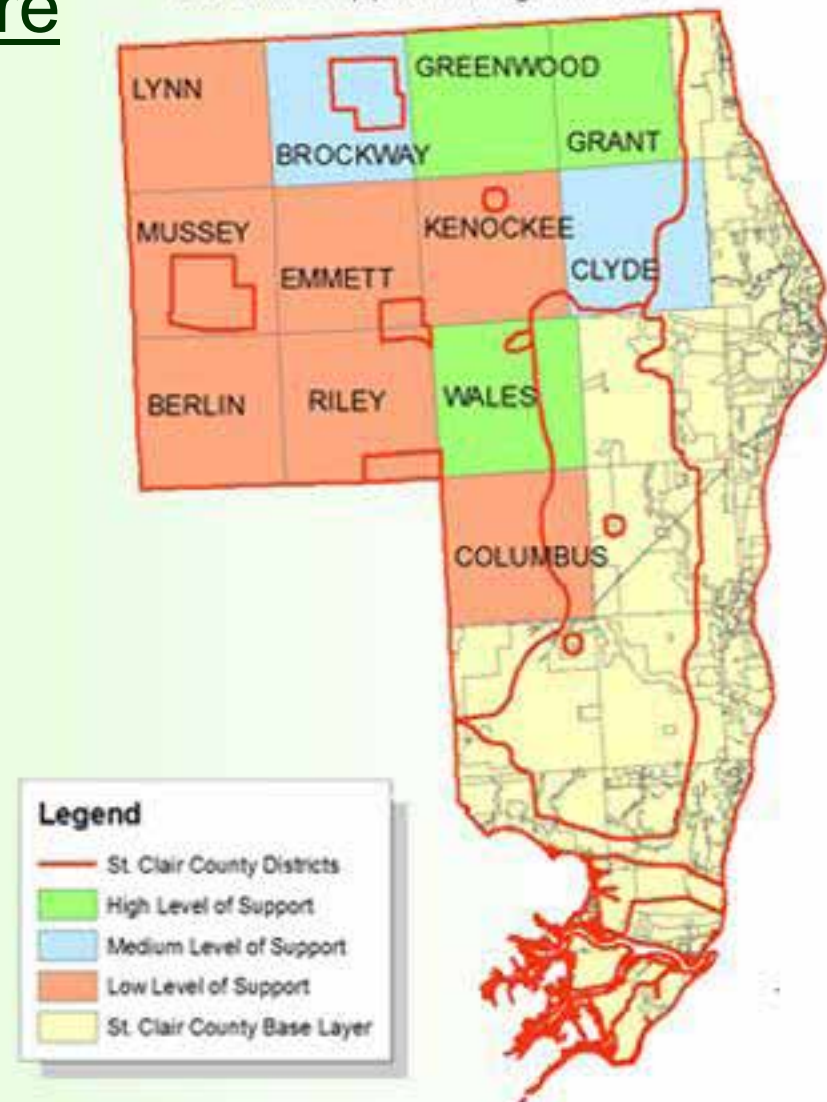 re
LYNN
GREENWOOD
BROCKWAY
GRANT
MUSSEY
KENOCKEE
EMMETT
CLYDE
BERLIN
RILEY
WALES
COLUMBUS
Legend
St. Clair County Districts
High Level of Support
Medium Level of Support
Low Level of Support
St. Clair County Base Layer